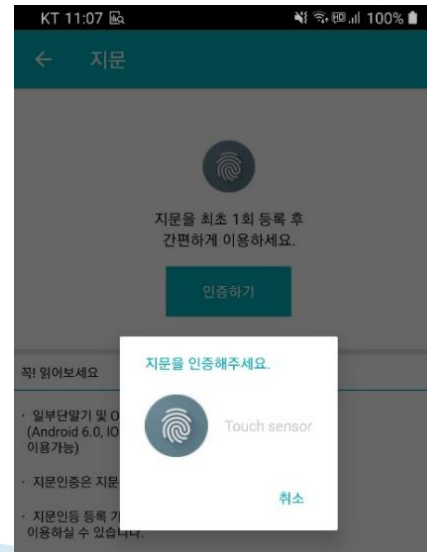 KT 11:07 100%
지문
지문을 최초 1회 등록 후
간편하게 이용하세요.
인증하기
꼭! 읽어보세요
지문을 인증해주세요.
Touch sensor
취소
· 일부단말기 및 O
(Android 6.0, IO
이용가능)
· 지문인증은 지문
· 지문인등 등록 기
이용하실 수 있습니다.